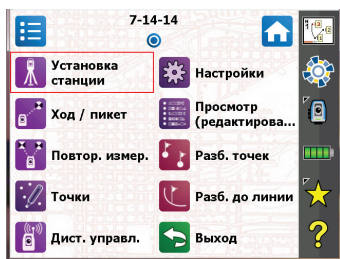 7-14-14
Установка
станции
Настройки
Ход / пикет
Просмотр
(редактирова...
Повтор. измер.
Разб. точек
Точки
Разб. до линии
Дист. управл.
Выход